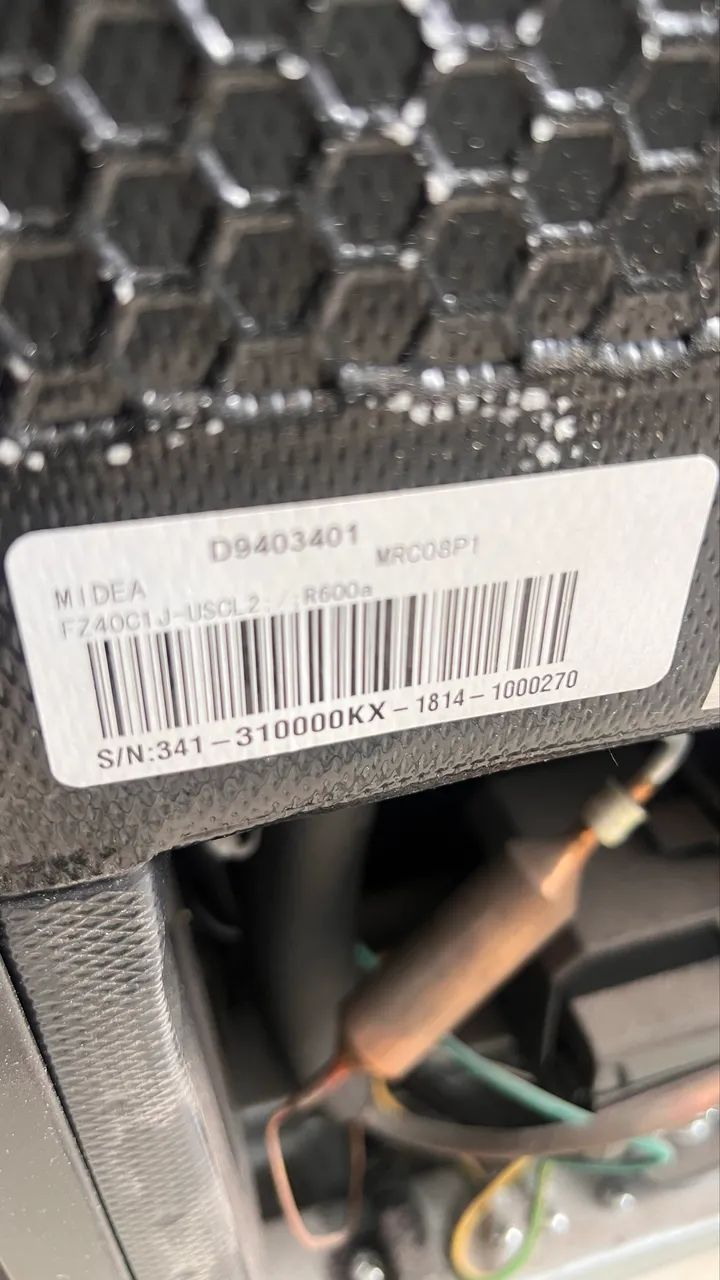 D9403401
MRC08P1
MIDEA
FZ40C1J-USCL2:/:R600a
S/N:341-310000KX-1814-1000270